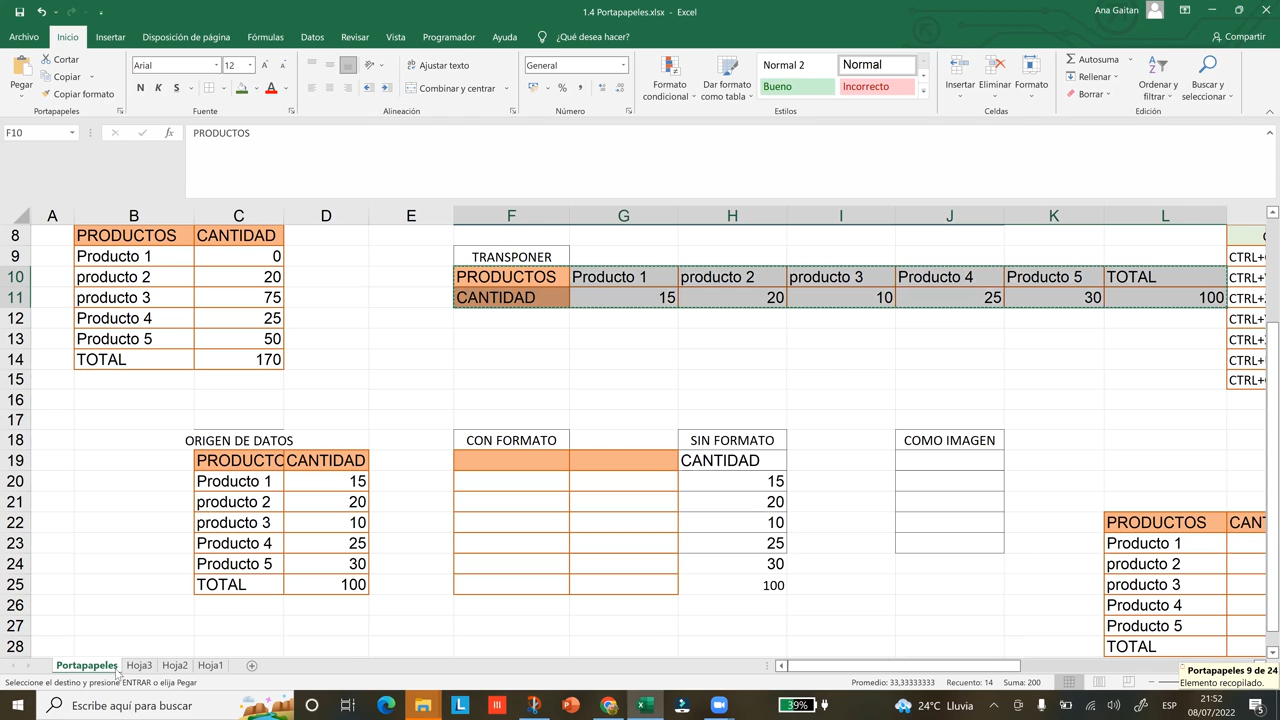 1.4 Portapapeles.xlsx - Excel
Ana Gaitan
Archivo Inicio Insertar Disposición de página Fórmulas Datos Revisar Vista Programador Ayuda ¿Qué desea hacer? Compartir
Pegar
Cortar
Copiar
Copiar formato
Portapapeles
Arial 12
N K S
Fuente
Ajustar texto
Combinar y centrar
Alineación
General
% 000
Número
Formato condicional
Dar formato como tabla
Normal 2 Normal
Bueno Incorrecto
Estilos
Insertar Eliminar Formato
Celdas
Autosuma
Rellenar
Borrar
Ordenar y filtrar
Buscar y seleccionar
Edición
F10 fx PRODUCTOS
A B C D E F G H I J K L
8 PRODUCTOS CANTIDAD
9 Producto 1 0 TRANSPONER
10 producto 2 20 PRODUCTOS Producto 1 producto 2 producto 3 Producto 4 Producto 5 TOTAL CTRL+
11 producto 3 75 CANTIDAD 15 20 10 25 30 100 CTRL+
12 Producto 4 25 CTRL+
13 Producto 5 50 CTRL+
14 TOTAL 170 CTRL+
15 CTRL+
16
17
18 ORIGEN DE DATOS CON FORMATO SIN FORMATO COMO IMAGEN
19 PRODUCTO CANTIDAD CANTIDAD
20 Producto 1 15 15
21 producto 2 20 20
22 producto 3 10 10 PRODUCTOS CANT
23 Producto 4 25 25 Producto 1
24 Producto 5 30 30 producto 2
25 TOTAL 100 100 producto 3
26 Producto 4
27 Producto 5
28 TOTAL
Portapapeles Hoja3 Hoja2 Hoja1
Seleccione el destino y presione ENTRAR o elija Pegar
Promedio: 33,33333333 Recuento: 14 Suma: 200
Portapapeles 9 de 24
Elemento recopilado.
Escribe aquí para buscar
39%
24°C Lluvia
ESP
21:52
08/07/2022